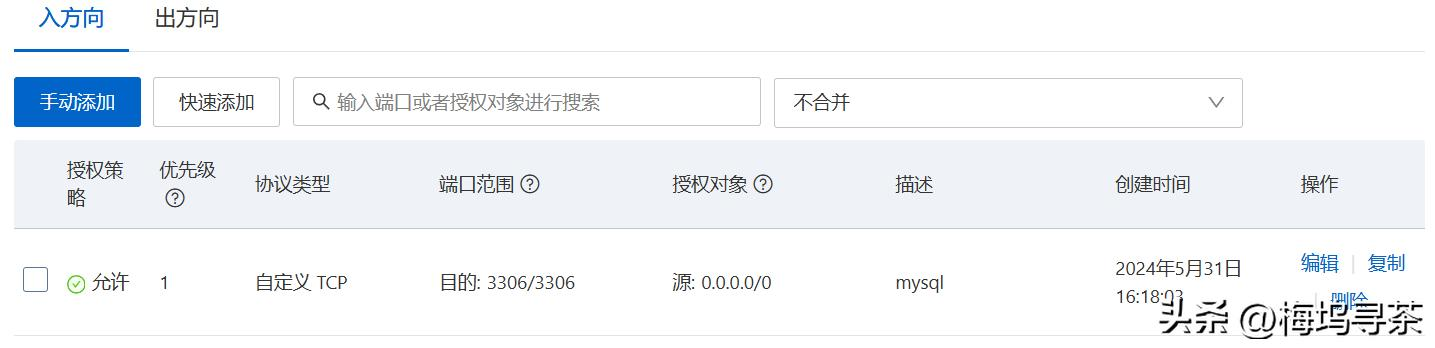 入方向 出方向
手动添加 快速添加 输入端口或者授权对象进行搜索 不合并
授权策略 优先级 协议类型 端口范围 授权对象 描述 创建时间 操作
允许 1 自定义 TCP 目的: 3306/3306 源: 0.0.0.0/0 mysql 2024年5月31日 编辑 复制
16:18:03 删除
头条 @梅坞寻茶